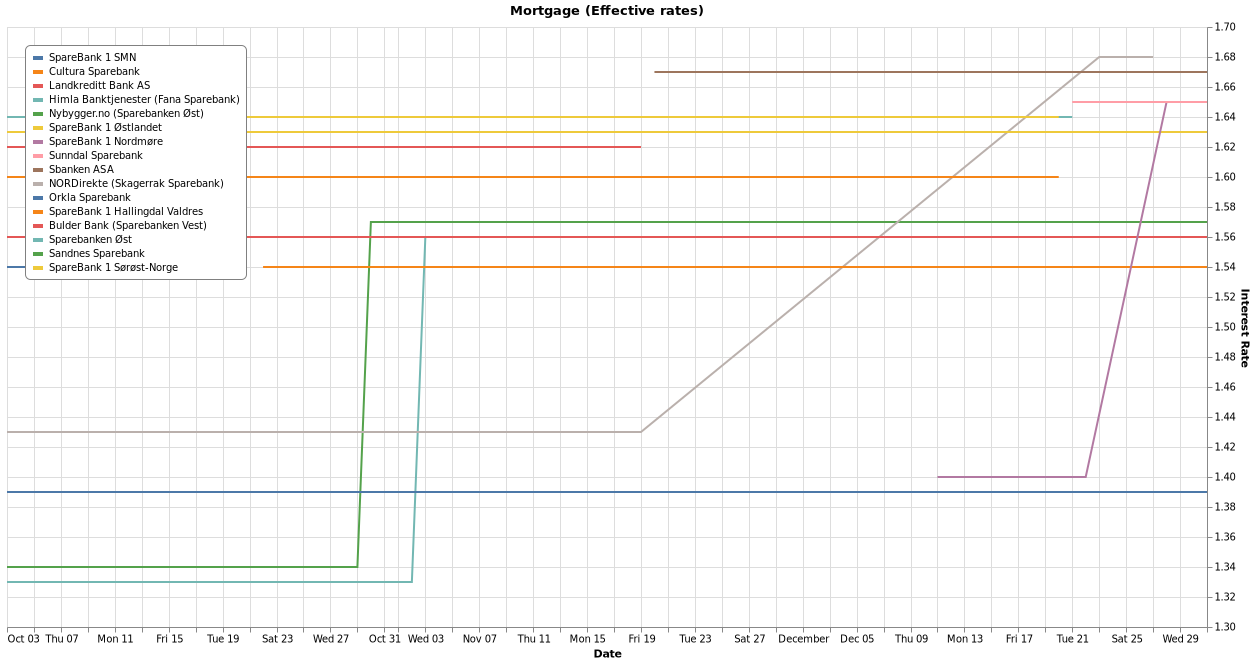 Mortgage (Effective rates)
SpareBank 1 SMN
Cultura Sparebank
Landkreditt Bank AS
Himla Banktjenester (Fana Sparebank)
Nybygger.no (Sparebanken Øst)
SpareBank 1 Østlandet
SpareBank 1 Nordmøre
Sunndal Sparebank
Sbanken ASA
NORDirekte (Skagerrak Sparebank)
Orkla Sparebank
SpareBank 1 Hallingdal Valdres
Bulder Bank (Sparebanken Vest)
Sparebanken Øst
Sandnes Sparebank
SpareBank 1 Sørøst-Norge
1.70
1.68
1.66
1.64
1.62
1.60
1.58
1.56
1.54
1.52
1.50
1.48
1.46
1.44
1.42
1.40
1.38
1.36
1.34
1.32
1.30
Interest Rate
Oct 03 Thu 07 Mon 11 Fri 15 Tue 19 Sat 23 Wed 27 Oct 31 Wed 03 Nov 07 Thu 11 Mon 15 Fri 19 Tue 23 Sat 27 December Dec 05 Thu 09 Mon 13 Fri 17 Tue 21 Sat 25 Wed 29
Date